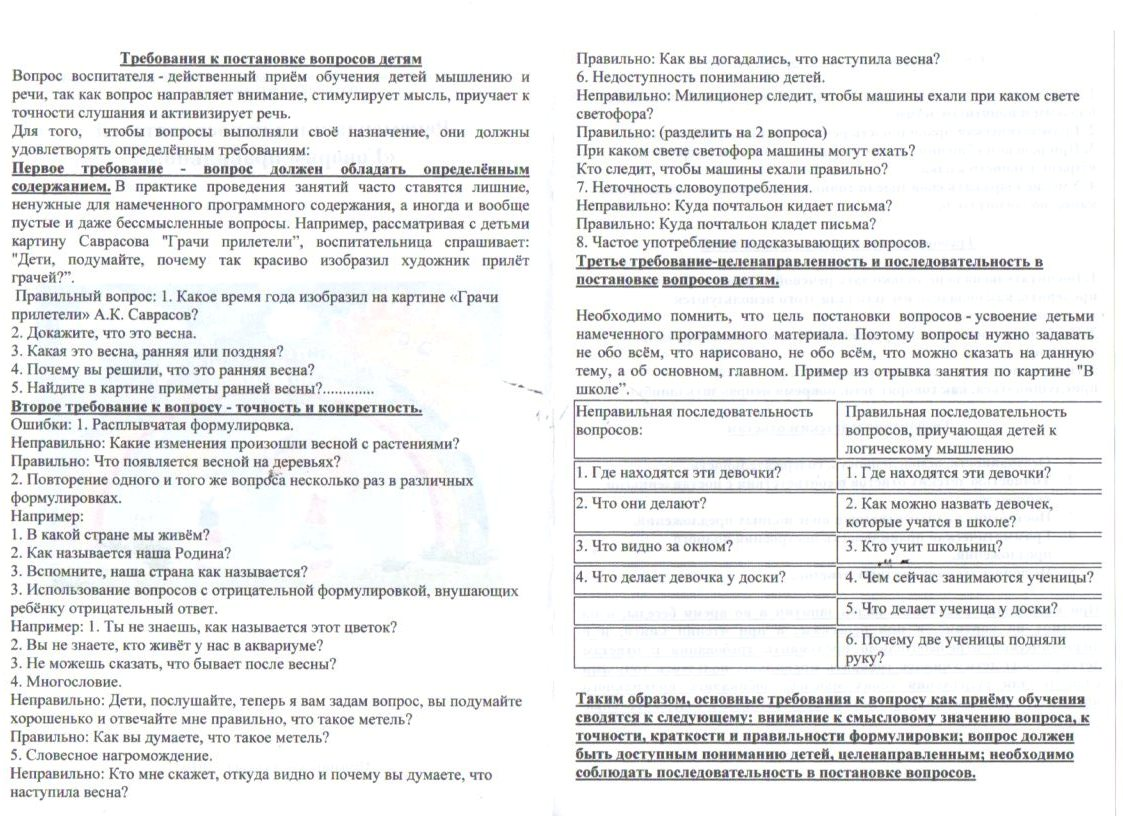 Требования к постановке вопросов детям
Вопрос воспитателя - действенный приём обучения детей мышлению и
речи, так как вопрос направляет внимание, стимулирует мысль, приучает к
точности слушания и активизирует речь.
Для того, чтобы вопросы выполняли своё назначение, они должны
удовлетворять определённым требованиям:
Первое требование - вопрос должен обладать определённым
содержанием. В практике проведения занятий часто ставятся лишние,
ненужные для намеченного программного содержания, а иногда и вообще
пустые и даже бессмысленные вопросы. Например, рассматривая с детьми
картину Саврасова "Грачи прилетели”, воспитательница спрашивает:
"Дети, подумайте, почему так красиво изобразил художник прилёт
грачей?”.
Правильный вопрос: 1. Какое время года изобразил на картине «Грачи
прилетели» А.К. Саврасов?
2. Докажите, что это весна.
3. Какая это весна, ранняя или поздняя?
4. Почему вы решили, что это ранняя весна?
5. Найдите в картине приметы ранней весны?.............
Второе требование к вопросу - точность и конкретность.
Ошибки: 1. Расплывчатая формулировка.
Неправильно: Какие изменения произошли весной с растениями?
Правильно: Что появляется весной на деревьях?
2. Повторение одного и того же вопроса несколько раз в различных
формулировках.
Например:
1. В какой стране мы живём?
2. Как называется наша Родина?
3. Вспомните, наша страна как называется?
3. Использование вопросов с отрицательной формулировкой, внушающих
ребёнку отрицательный ответ.
Например: 1. Ты не знаешь, как называется этот цветок?
2. Вы не знаете, кто живёт у нас в аквариуме?
3. Не можешь сказать, что бывает после весны?
4. Многословие.
Неправильно: Дети, послушайте, теперь я вам задам вопрос, вы подумайте
хорошенько и отвечайте мне правильно, что такое метель?
Правильно: Как вы думаете, что такое метель?
5. Словесное нагромождение.
Неправильно: Кто мне скажет, откуда видно и почему вы думаете, что
наступила весна?
Правильно: Как вы догадались, что наступила весна?
6. Недоступность пониманию детей.
Неправильно: Милиционер следит, чтобы машины ехали при каком свете
светофора?
Правильно: (разделить на 2 вопроса)
При каком свете светофора машины могут ехать?
Кто следит, чтобы машины ехали правильно?
7. Неточность словоупотребления.
Неправильно: Куда почтальон кидает письма?
Правильно: Куда почтальон кладет письма?
8. Частое употребление подсказывающих вопросов.
Третье требование-целенаправленность и последовательность в
постановке вопросов детям.
Необходимо помнить, что цель постановки вопросов - усвоение детьми
намеченного программного материала. Поэтому вопросы нужно задавать
не обо всём, что нарисовано, не обо всём, что можно сказать на данную
тему, а об основном, главном. Пример из отрывка занятия по картине "В
школе”.
Неправильная последовательность
вопросов:
Правильная последовательность
вопросов, приучающая детей к
логическому мышлению
1. Где находятся эти девочки?
1. Где находятся эти девочки?
2. Что они делают?
2. Как можно назвать девочек,
которые учатся в школе?
3. Что видно за окном?
3. Кто учит школьниц?
4. Что делает девочка у доски?
4. Чем сейчас занимаются ученицы?
5. Что делает ученица у доски?
6. Почему две ученицы подняли
руку?
Таким образом, основные требования к вопросу как приёму обучения
сводятся к следующему: внимание к смысловому значению вопроса, к
точности, краткости и правильности формулировки; вопрос должен
быть доступным пониманию детей, целенаправленным; необходимо
соблюдать последовательность в постановке вопросов.